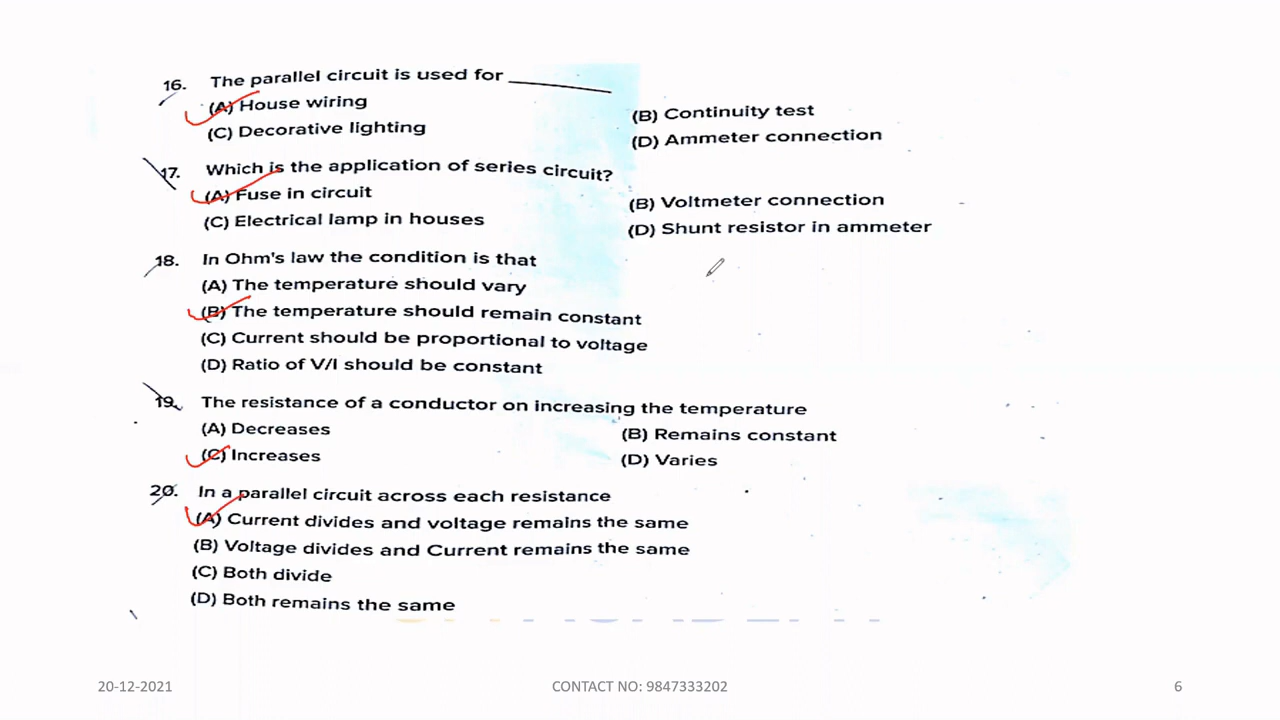 16. The parallel circuit is used for ________
(A) House wiring
(B) Continuity test
(C) Decorative lighting
(D) Ammeter connection
17. Which is the application of series circuit?
(A) Fuse in circuit
(B) Voltmeter connection
(C) Electrical lamp in houses
(D) Shunt resistor in ammeter
18. In Ohm's law the condition is that
(A) The temperature should vary
(B) The temperature should remain constant
(C) Current should be proportional to voltage
(D) Ratio of V/I should be constant
19. The resistance of a conductor on increasing the temperature
(A) Decreases
(B) Remains constant
(C) Increases
(D) Varies
20. In a parallel circuit across each resistance
(A) Current divides and voltage remains the same
(B) Voltage divides and Current remains the same
(C) Both divide
(D) Both remains the same
20-12-2021
CONTACT NO: 9847333202
6